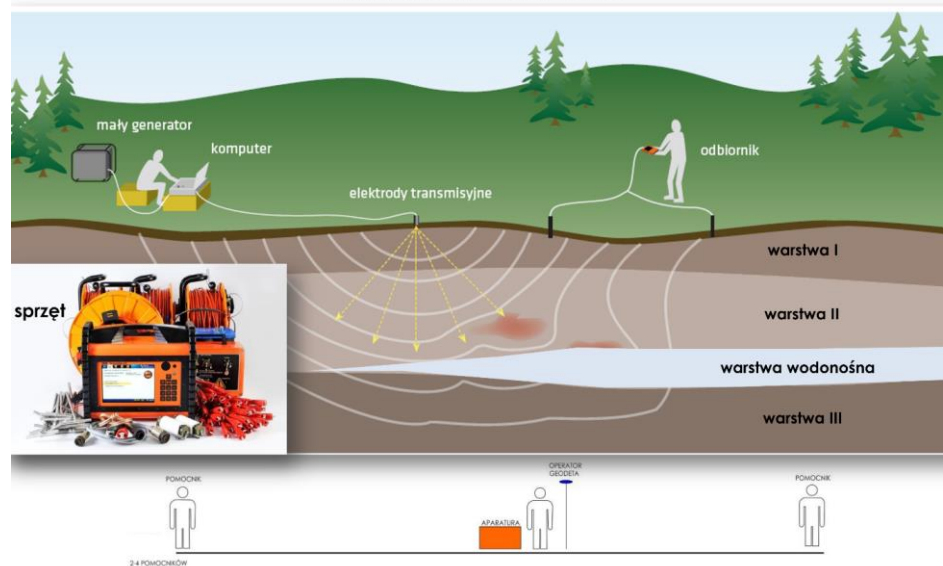 mały generator
komputer
elektrody transmisyjne
odbiornik
warstwa I
sprzęt
warstwa II
warstwa wodonośna
warstwa III
POMOCNIK
OPERATOR
GEODETA
POMOCNIK
APARATURA
2-4 POMOCNIKÓW